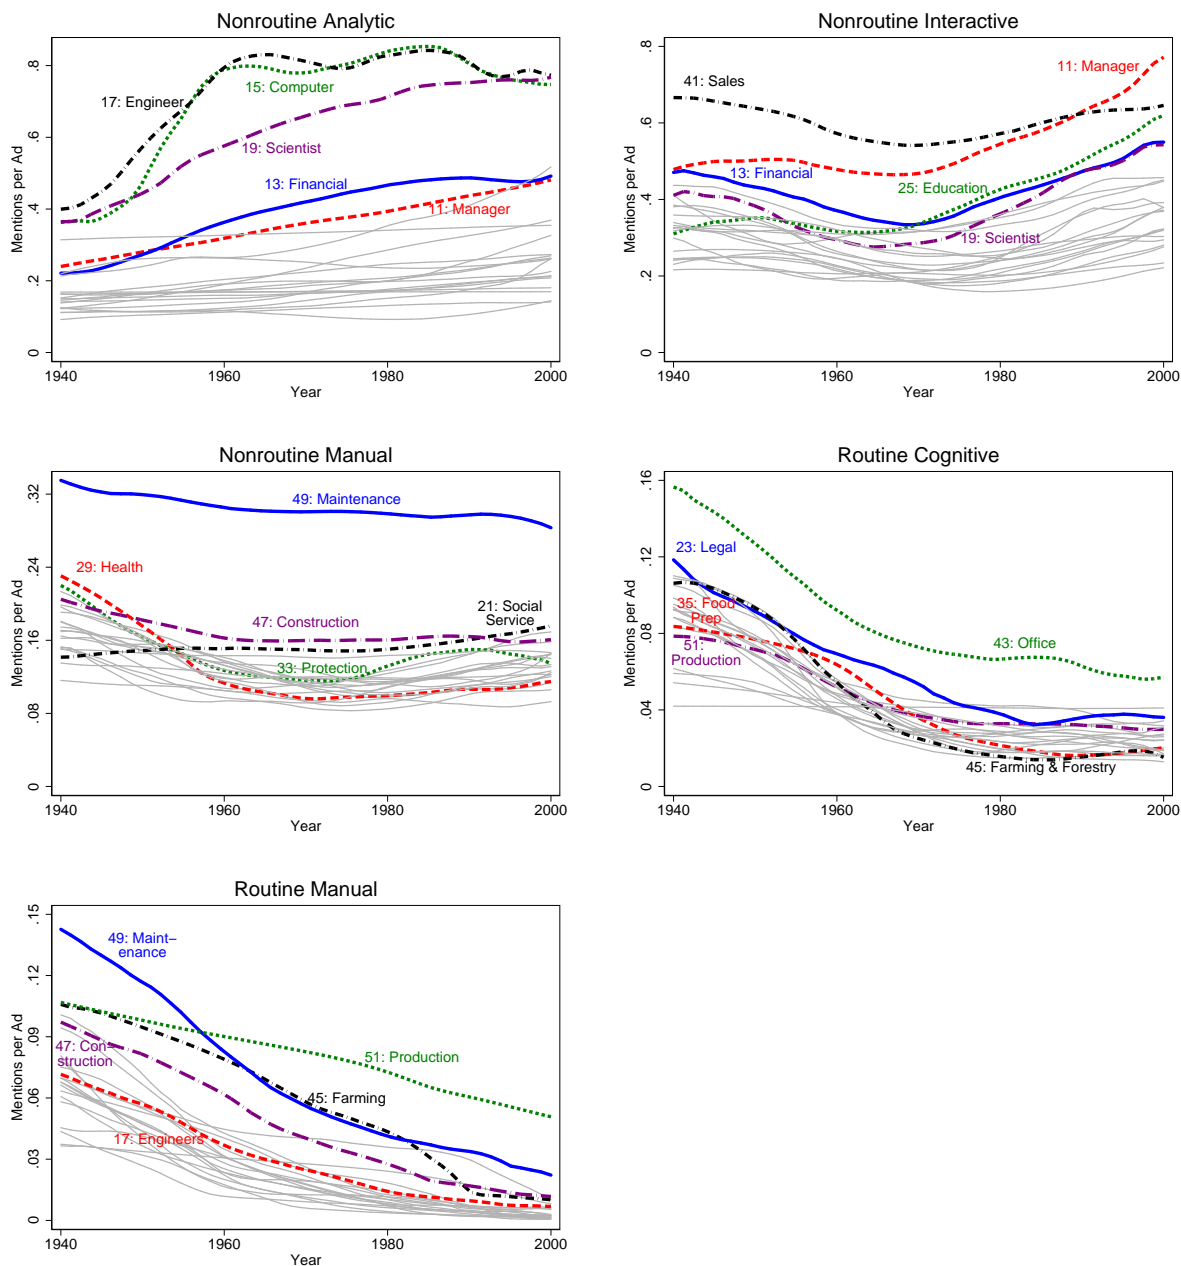 Nonroutine Analytic
Mentions per Ad
0
.2
.4
.6
.8
1940
1960
1980
2000
Year
17: Engineer
15: Computer
19: Scientist
13: Financial
11: Manager
Nonroutine Interactive
Mentions per Ad
0
.2
.4
.6
.8
1940
1960
1980
2000
Year
41: Sales
11: Manager
13: Financial
25: Education
19: Scientist
Nonroutine Manual
Mentions per Ad
0
.08
.16
.24
.32
1940
1960
1980
2000
Year
49: Maintenance
29: Health
21: Social
Service
47: Construction
33: Protection
Routine Cognitive
Mentions per Ad
0
.04
.08
.12
.16
1940
1960
1980
2000
Year
23: Legal
35: Food
Prep
51:
Production
43: Office
45: Farming & Forestry
Routine Manual
Mentions per Ad
0
.03
.06
.09
.12
.15
1940
1960
1980
2000
Year
49: Maint−
enance
47: Con−
struction
51: Production
45: Farming
17: Engineers